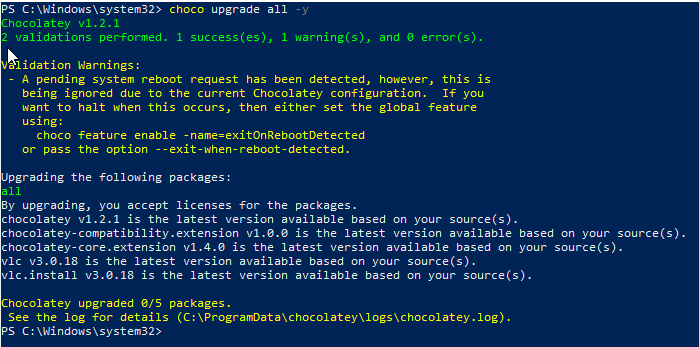 PS C:\Windows\system32> choco upgrade all -y
Chocolatey v1.2.1
2 validations performed. 1 success(es), 1 warning(s), and 0 error(s).
Validation Warnings:
- A pending system reboot request has been detected, however, this is
being ignored due to the current Chocolatey configuration.  If you
want to halt when this occurs, then either set the global feature
using:
choco feature enable -name=exitOnRebootDetected
or pass the option --exit-when-reboot-detected.
Upgrading the following packages:
all
By upgrading, you accept licenses for the packages.
chocolatey v1.2.1 is the latest version available based on your source(s).
chocolatey-compatibility.extension v1.0.0 is the latest version available based on your source(s).
chocolatey-core.extension v1.4.0 is the latest version available based on your source(s).
vlc v3.0.18 is the latest version available based on your source(s).
vlc.install v3.0.18 is the latest version available based on your source(s).
Chocolatey upgraded 0/5 packages.
See the log for details (C:\ProgramData\chocolatey\logs\chocolatey.log).
PS C:\Windows\system32>